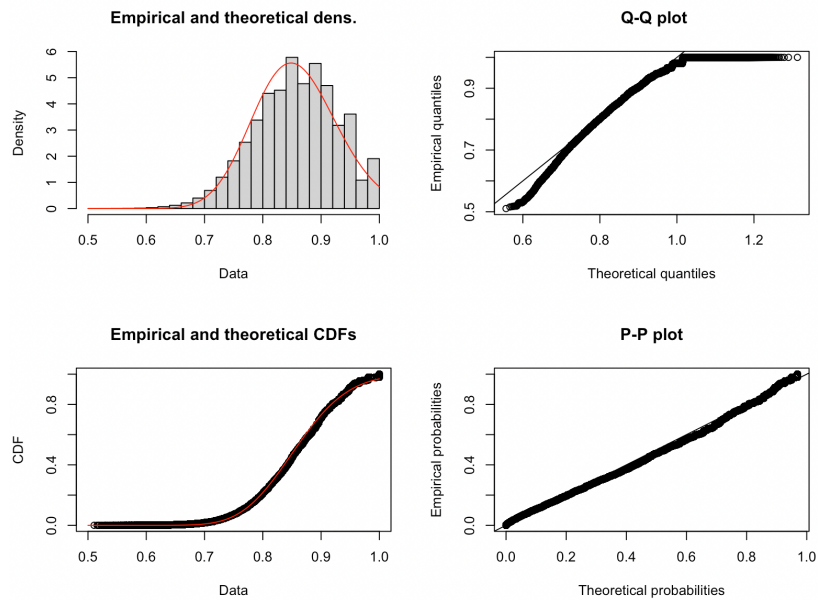 Empirical and theoretical dens.
Density
0 1 2 3 4 5 6
0.5 0.6 0.7 0.8 0.9 1.0
Data
Q-Q plot
Empirical quantiles
0.5 0.7 0.9
0.6 0.8 1.0 1.2
Theoretical quantiles
Empirical and theoretical CDFs
CDF
0.0 0.4 0.8
0.5 0.6 0.7 0.8 0.9 1.0
Data
P-P plot
Empirical probabilities
0.0 0.4 0.8
0.0 0.2 0.4 0.6 0.8 1.0
Theoretical probabilities